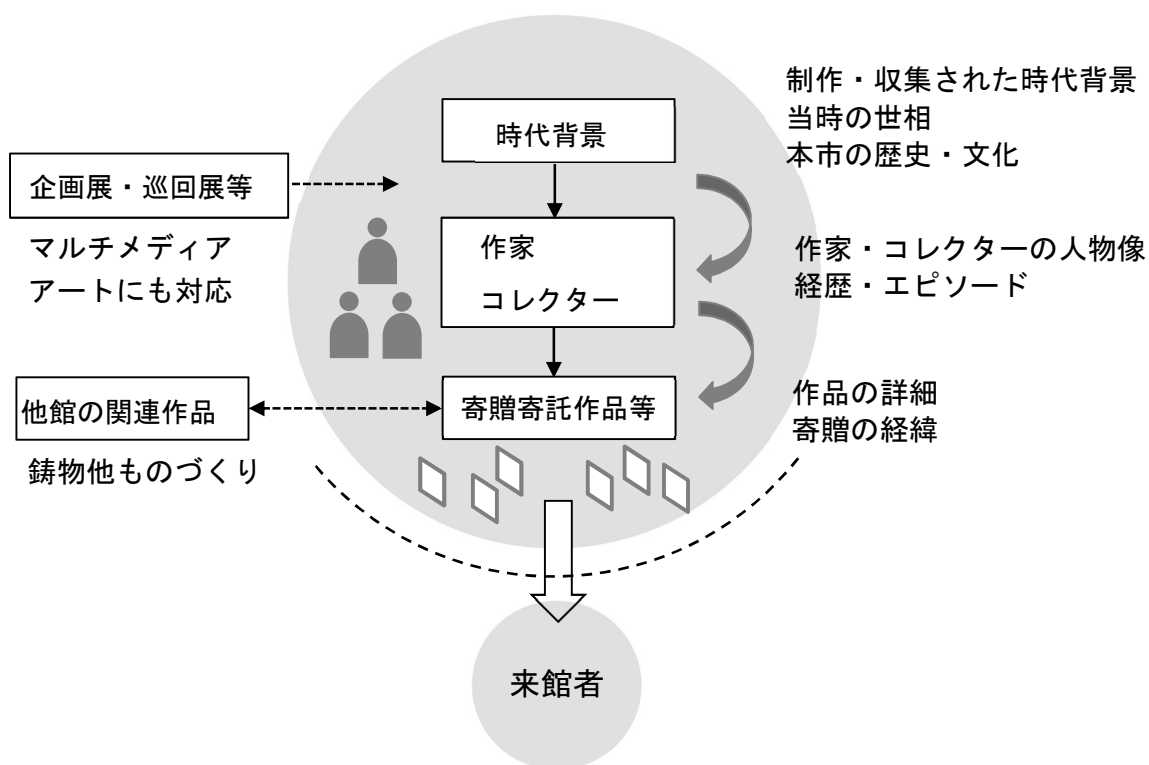 制作・収集された時代背景
当時の世相
本市の歴史・文化
時代背景
企画展・巡回展等
マルチメディア
アートにも対応
作家
コレクター
作家・コレクターの人物像
経歴・エピソード
他館の関連作品
鋳物他ものづくり
寄贈寄託作品等
作品の詳細
寄贈の経緯
来館者